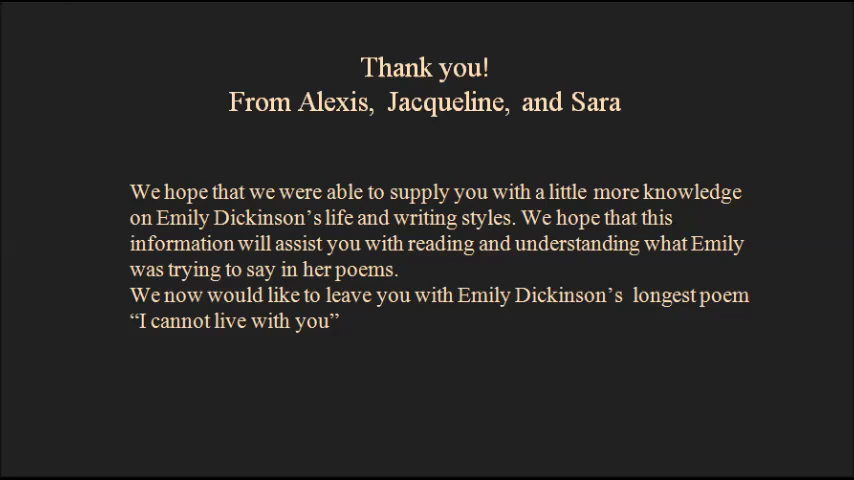 Thank you!
From Alexis, Jacqueline, and Sara
We hope that we were able to supply you with a little more knowledge
on Emily Dickinson’s life and writing styles. We hope that this
information will assist you with reading and understanding what Emily
was trying to say in her poems.
We now would like to leave you with Emily Dickinson’s longest poem
“I cannot live with you”